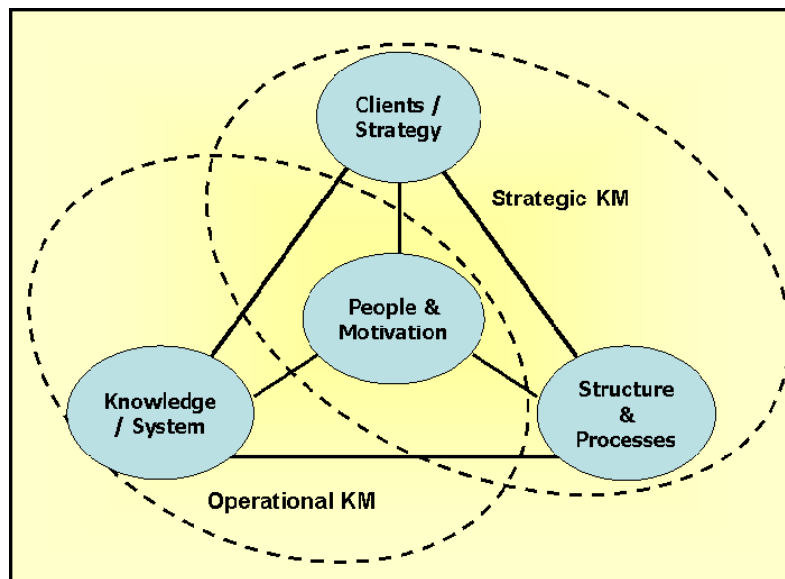 Clients /
Strategy
Strategic KM
People &
Motivation
Knowledge
/ System
Structure
&
Processes
Operational KM